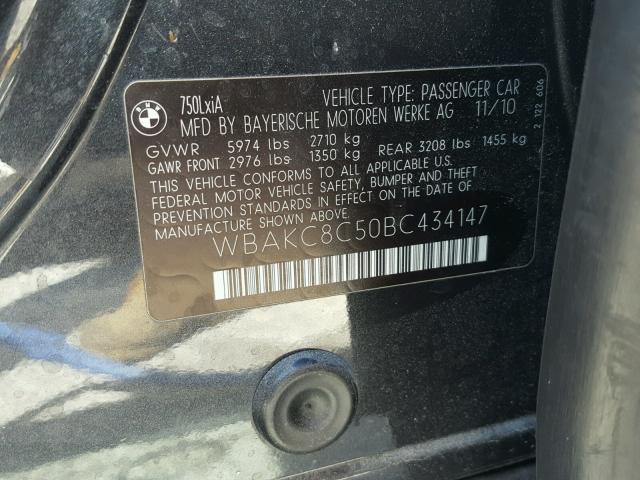 BMW
750LxiA VEHICLE TYPE: PASSENGER CAR
MFD BY BAYERISCHE MOTOREN WERKE AG 11/10
GVWR 5974 lbs 2710 kg
GAWR FRONT 2976 lbs 1350 kg REAR 3208 lbs 1455 kg
THIS VEHICLE CONFORMS TO ALL APPLICABLE U.S.
FEDERAL MOTOR VEHICLE SAFETY, BUMPER AND THEFT
PREVENTION STANDARDS IN EFFECT ON THE DATE OF
MANUFACTURE SHOWN ABOVE.
WBAKC8C50BC434147
2 122 606